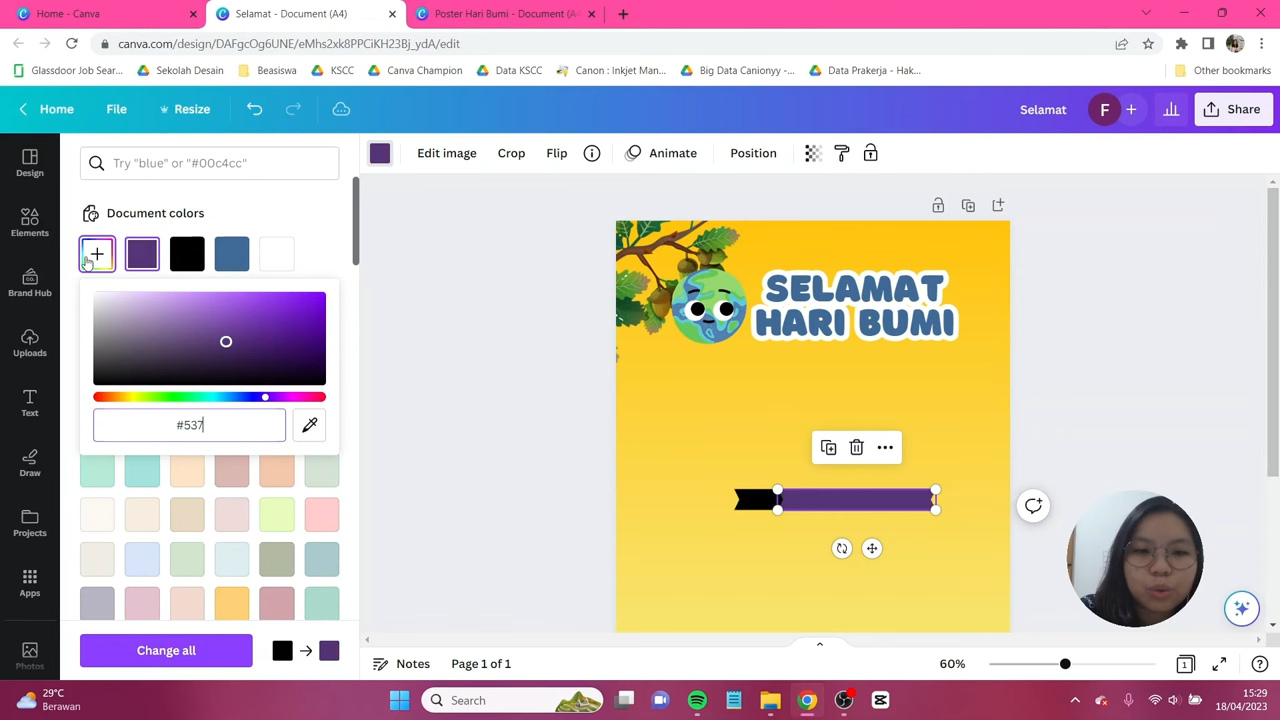 Home - Canva
Selamat - Document (A4)
Poster Hari Bumi - Document (A4
canva.com/design/DAFgcOg6UNE/eMhs2xk8PPCiKH23Bj_ydA/edit
Glassdoor Job Sear...
Sekolah Desain
Beasiswa
KSCC
Canva Champion
Data KSCC
Canon : Inkjet Man...
Big Data Canionyy -...
Data Prakerja - Hak...
Other bookmarks
Home
File
Resize
Selamat
F
Share
Design
Elements
Brand Hub
Uploads
Text
Draw
Projects
Apps
Photos
Try "blue" or "#00c4cc"
Document colors
#537
Change all
Edit image
Crop
Flip
Animate
Position
SELAMAT
HARI BUMI
Notes
Page 1 of 1
60%
1
29°C
Berawan
Search
15:29
18/04/2023